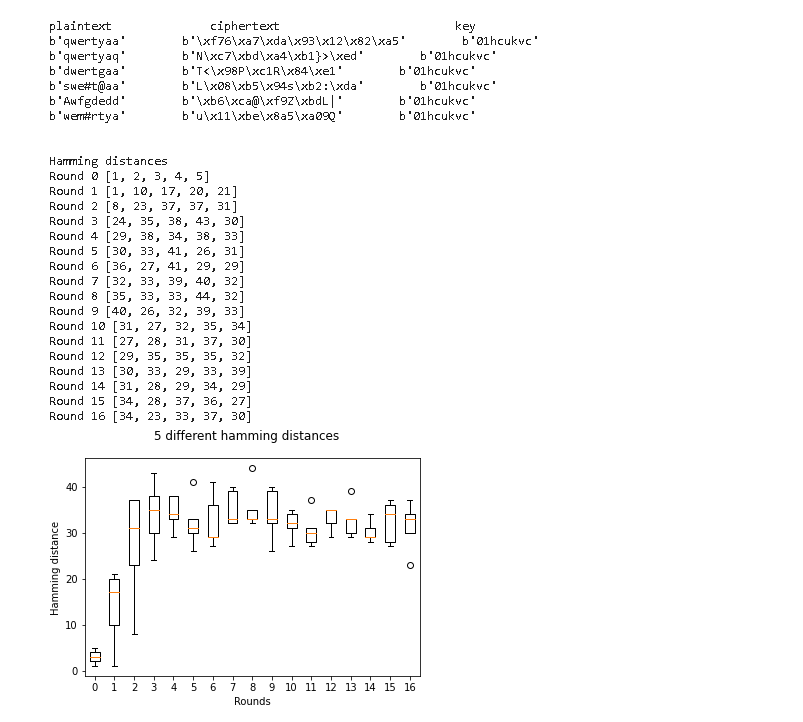 plaintext ciphertext key
b'qwertyaa' b'\xf76\xa7\xda\x93\x12\x82\xa5' b'01hcukvc'
b'qwertyaq' b'N\xc7\xbd\xa4\xb1}>\xed' b'01hcukvc'
b'dwertgaa' b'T<\x98P\xc1R\x84\xe1' b'01hcukvc'
b'swe#t@aa' b'L\x08\xb5\x94s\xb2:\xda' b'01hcukvc'
b'Awfgdedd' b'\xb6\xca@\xf9Z\xbdL|' b'01hcukvc'
b'wem#rtya' b'u\x11\xbe\x8a5\xa09Q' b'01hcukvc'
Hamming distances
Round 0 [1, 2, 3, 4, 5]
Round 1 [1, 10, 17, 20, 21]
Round 2 [8, 23, 37, 37, 31]
Round 3 [24, 35, 38, 43, 30]
Round 4 [29, 38, 34, 38, 33]
Round 5 [30, 33, 41, 26, 31]
Round 6 [36, 27, 41, 29, 29]
Round 7 [32, 33, 39, 40, 32]
Round 8 [35, 33, 33, 44, 32]
Round 9 [40, 26, 32, 39, 33]
Round 10 [31, 27, 32, 35, 34]
Round 11 [27, 28, 31, 37, 30]
Round 12 [29, 35, 35, 35, 32]
Round 13 [30, 33, 29, 33, 39]
Round 14 [31, 28, 29, 34, 29]
Round 15 [34, 28, 37, 36, 27]
Round 16 [34, 23, 33, 37, 30]
5 different hamming distances
Hamming distance
40
30
20
10
0
0 1 2 3 4 5 6 7 8 9 10 11 12 13 14 15 16
Rounds